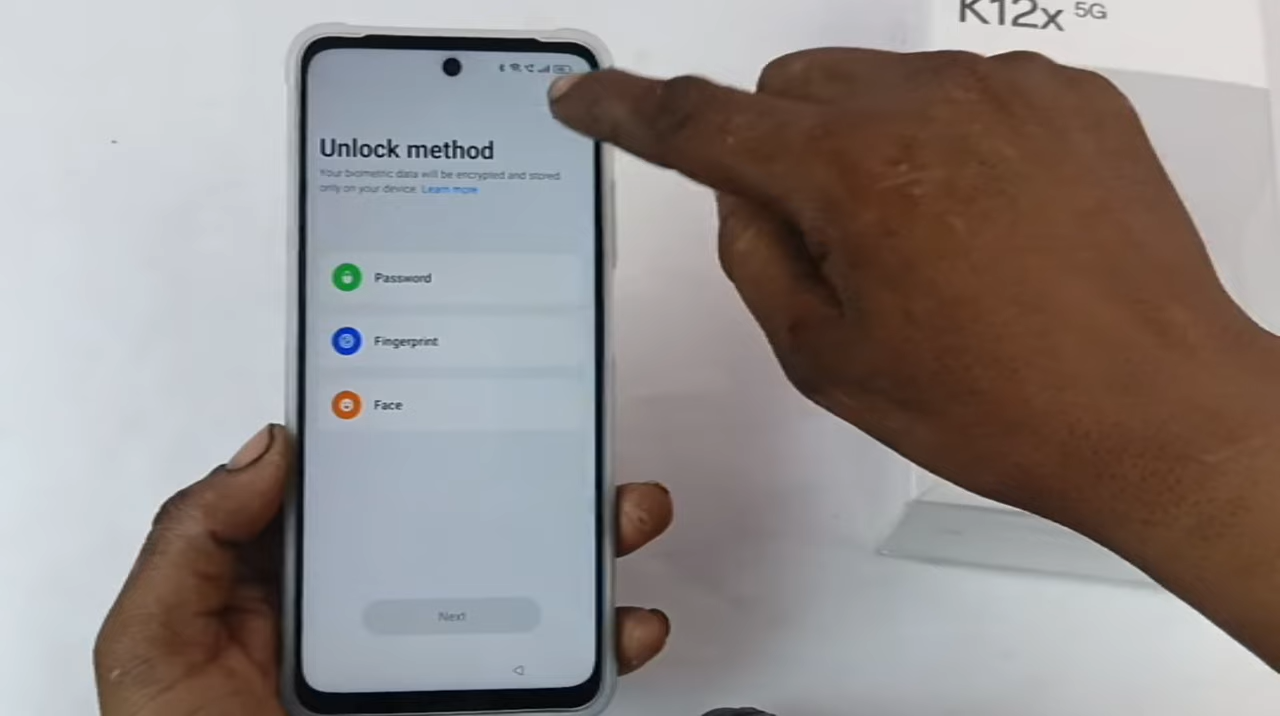 K12x 5G
Unlock method
Your biometric data will be encrypted and stored
only on your device. Learn more
Password
Fingerprint
Face
Next